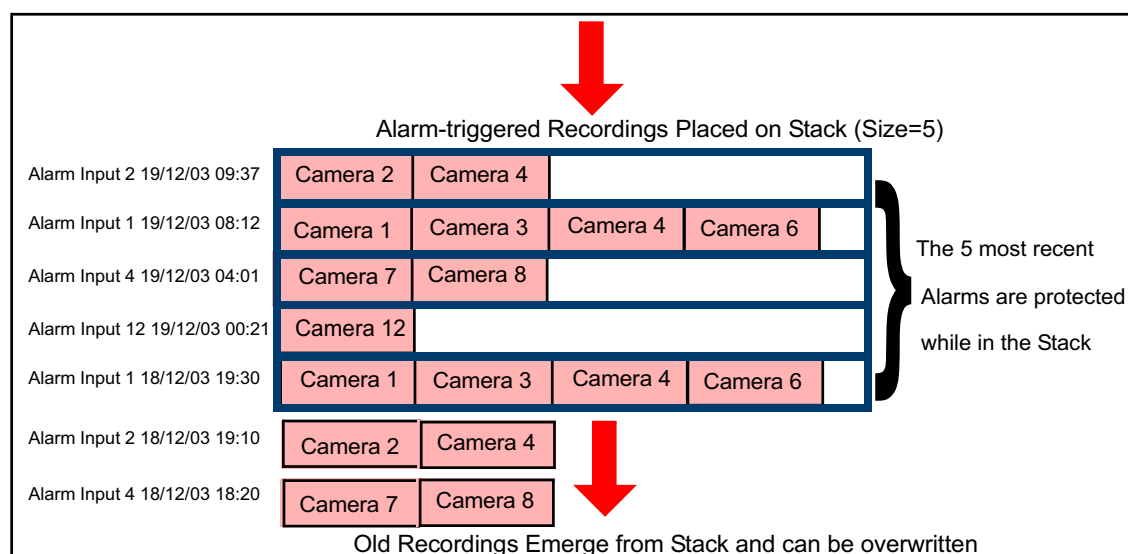 Alarm-triggered Recordings Placed on Stack (Size=5)
Alarm Input 2 19/12/03 09:37 Camera 2 Camera 4
Alarm Input 1 19/12/03 08:12 Camera 1 Camera 3 Camera 4 Camera 6
Alarm Input 4 19/12/03 04:01 Camera 7 Camera 8
Alarm Input 12 19/12/03 00:21 Camera 12
Alarm Input 1 18/12/03 19:30 Camera 1 Camera 3 Camera 4 Camera 6
The 5 most recent
Alarms are protected
while in the Stack
Alarm Input 2 18/12/03 19:10 Camera 2 Camera 4
Alarm Input 4 18/12/03 18:20 Camera 7 Camera 8
Old Recordings Emerge from Stack and can be overwritten